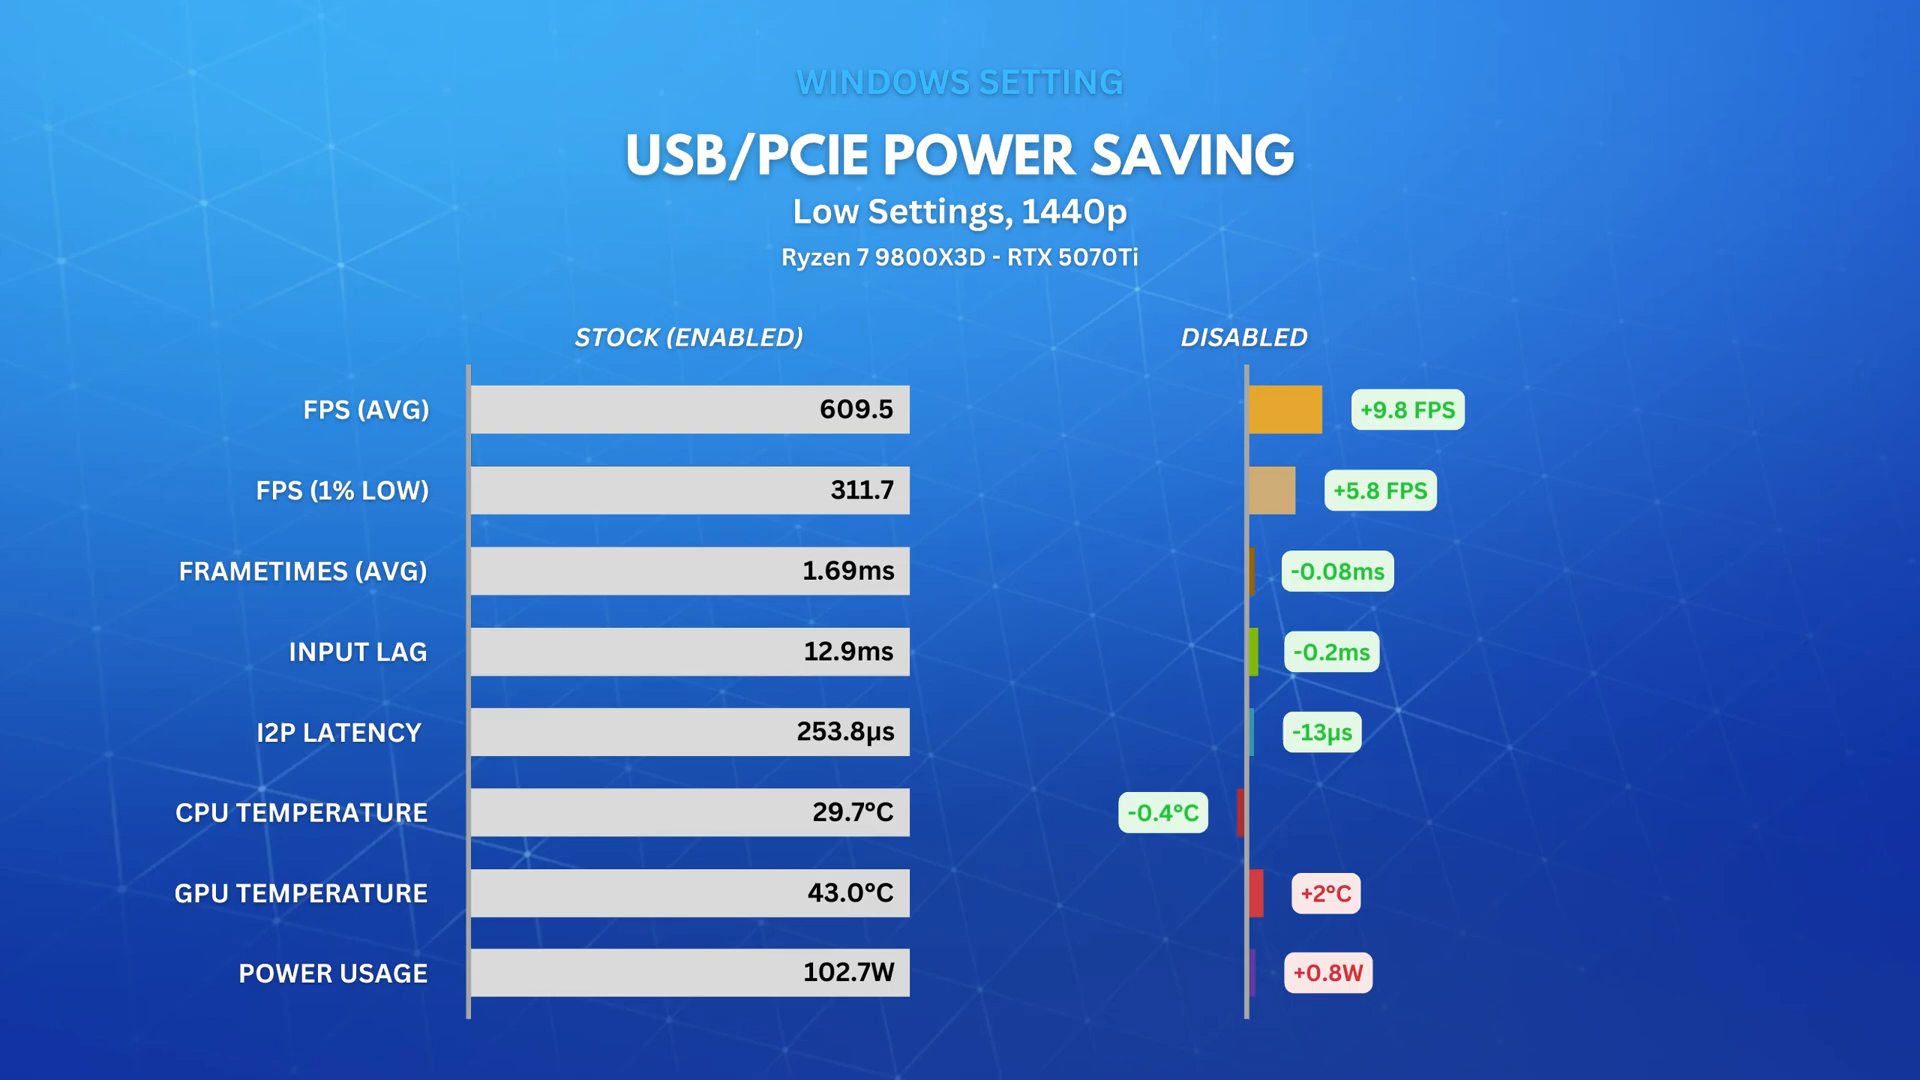 WINDOWS SETTING
USB/PCIE POWER SAVING
Low Settings, 1440p
Ryzen 7 9800X3D - RTX 5070Ti
STOCK (ENABLED) DISABLED
FPS (AVG) 609.5 +9.8 FPS
FPS (1% LOW) 311.7 +5.8 FPS
FRAMETIMES (AVG) 1.69ms -0.08ms
INPUT LAG 12.9ms -0.2ms
I2P LATENCY 253.8µs -13µs
CPU TEMPERATURE 29.7°C -0.4°C
GPU TEMPERATURE 43.0°C +2°C
POWER USAGE 102.7W +0.8W